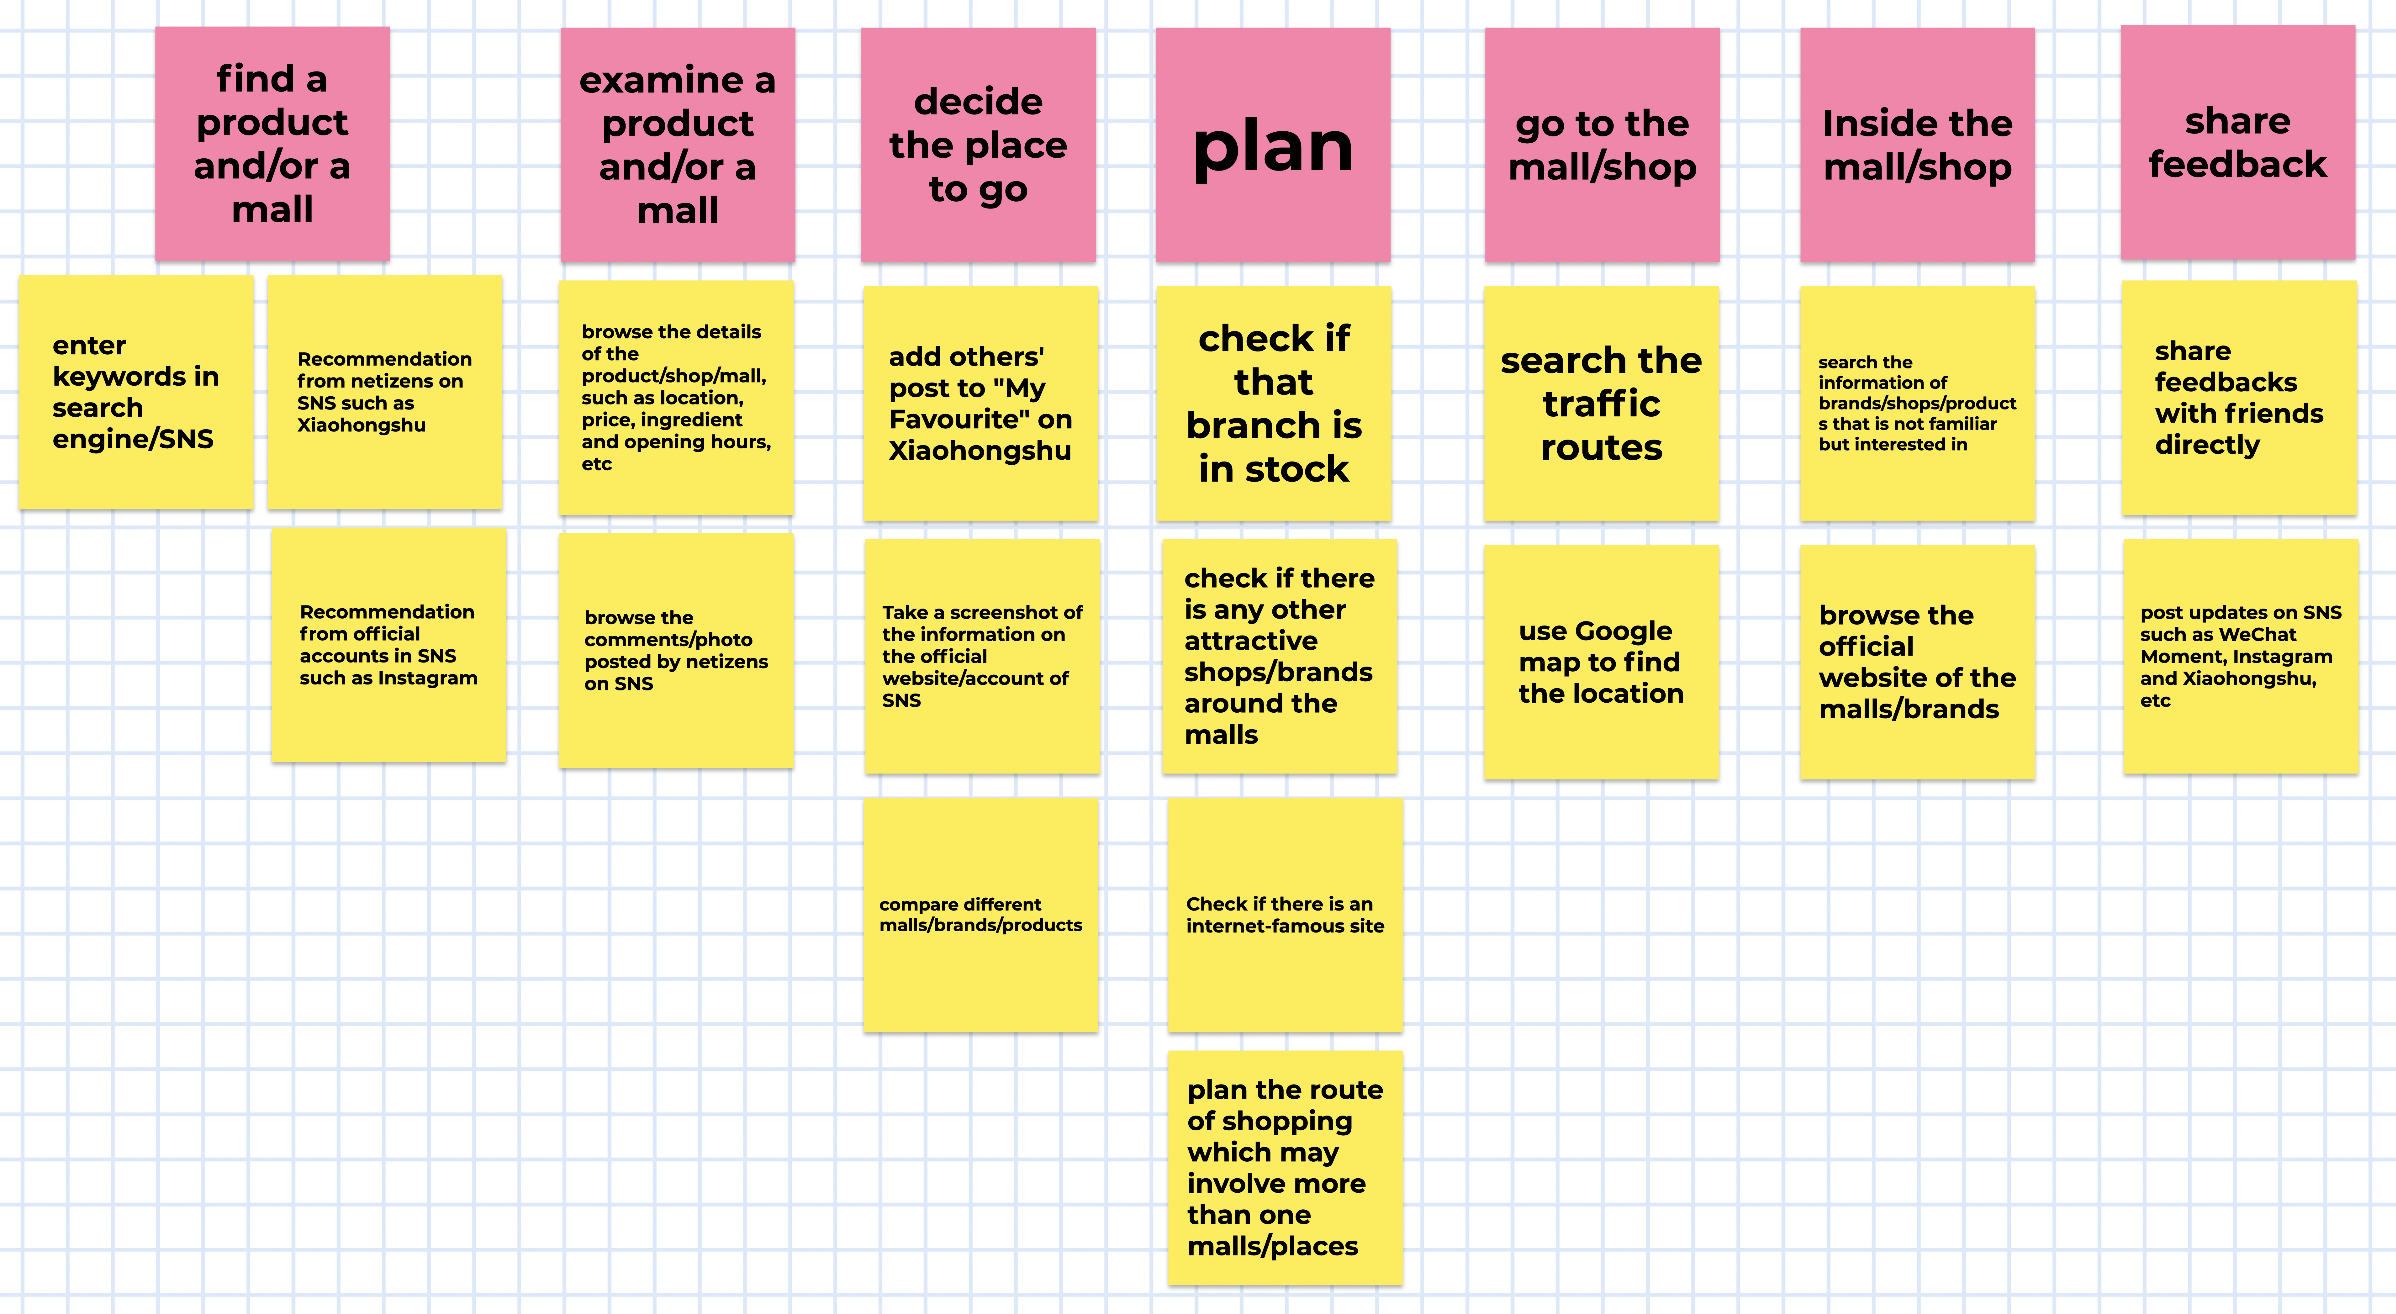 find a
product
and/or a
mall
examine a
product
and/or a
mall
decide
the place
to go
plan
go to the
mall/shop
Inside the
mall/shop
share
feedback
enter
keywords in
search
engine/SNS
Recommendation
from netizens on
SNS such as
Xiaohongshu
browse the details
of the
product/shop/mall,
such as location,
price, ingredient
and opening hours,
etc
add others'
post to "My
Favourite" on
Xiaohongshu
check if
that
branch is
in stock
search the
traffic
routes
search the
information of
brands/shops/product
s that is not familiar
but interested in
share
feedbacks
with friends
directly
Recommendation
from official
accounts in SNS
such as Instagram
browse the
comments/photo
posted by netizens
on SNS
Take a screenshot of
the information on
the official
website/account of
SNS
check if there
is any other
attractive
shops/brands
around the
malls
use Google
map to find
the location
browse the
official
website of the
malls/brands
post updates on SNS
such as WeChat
Moment, Instagram
and Xiaohongshu,
etc
compare different
malls/brands/products
Check if there is an
internet-famous site
plan the route
of shopping
which may
involve more
than one
malls/places